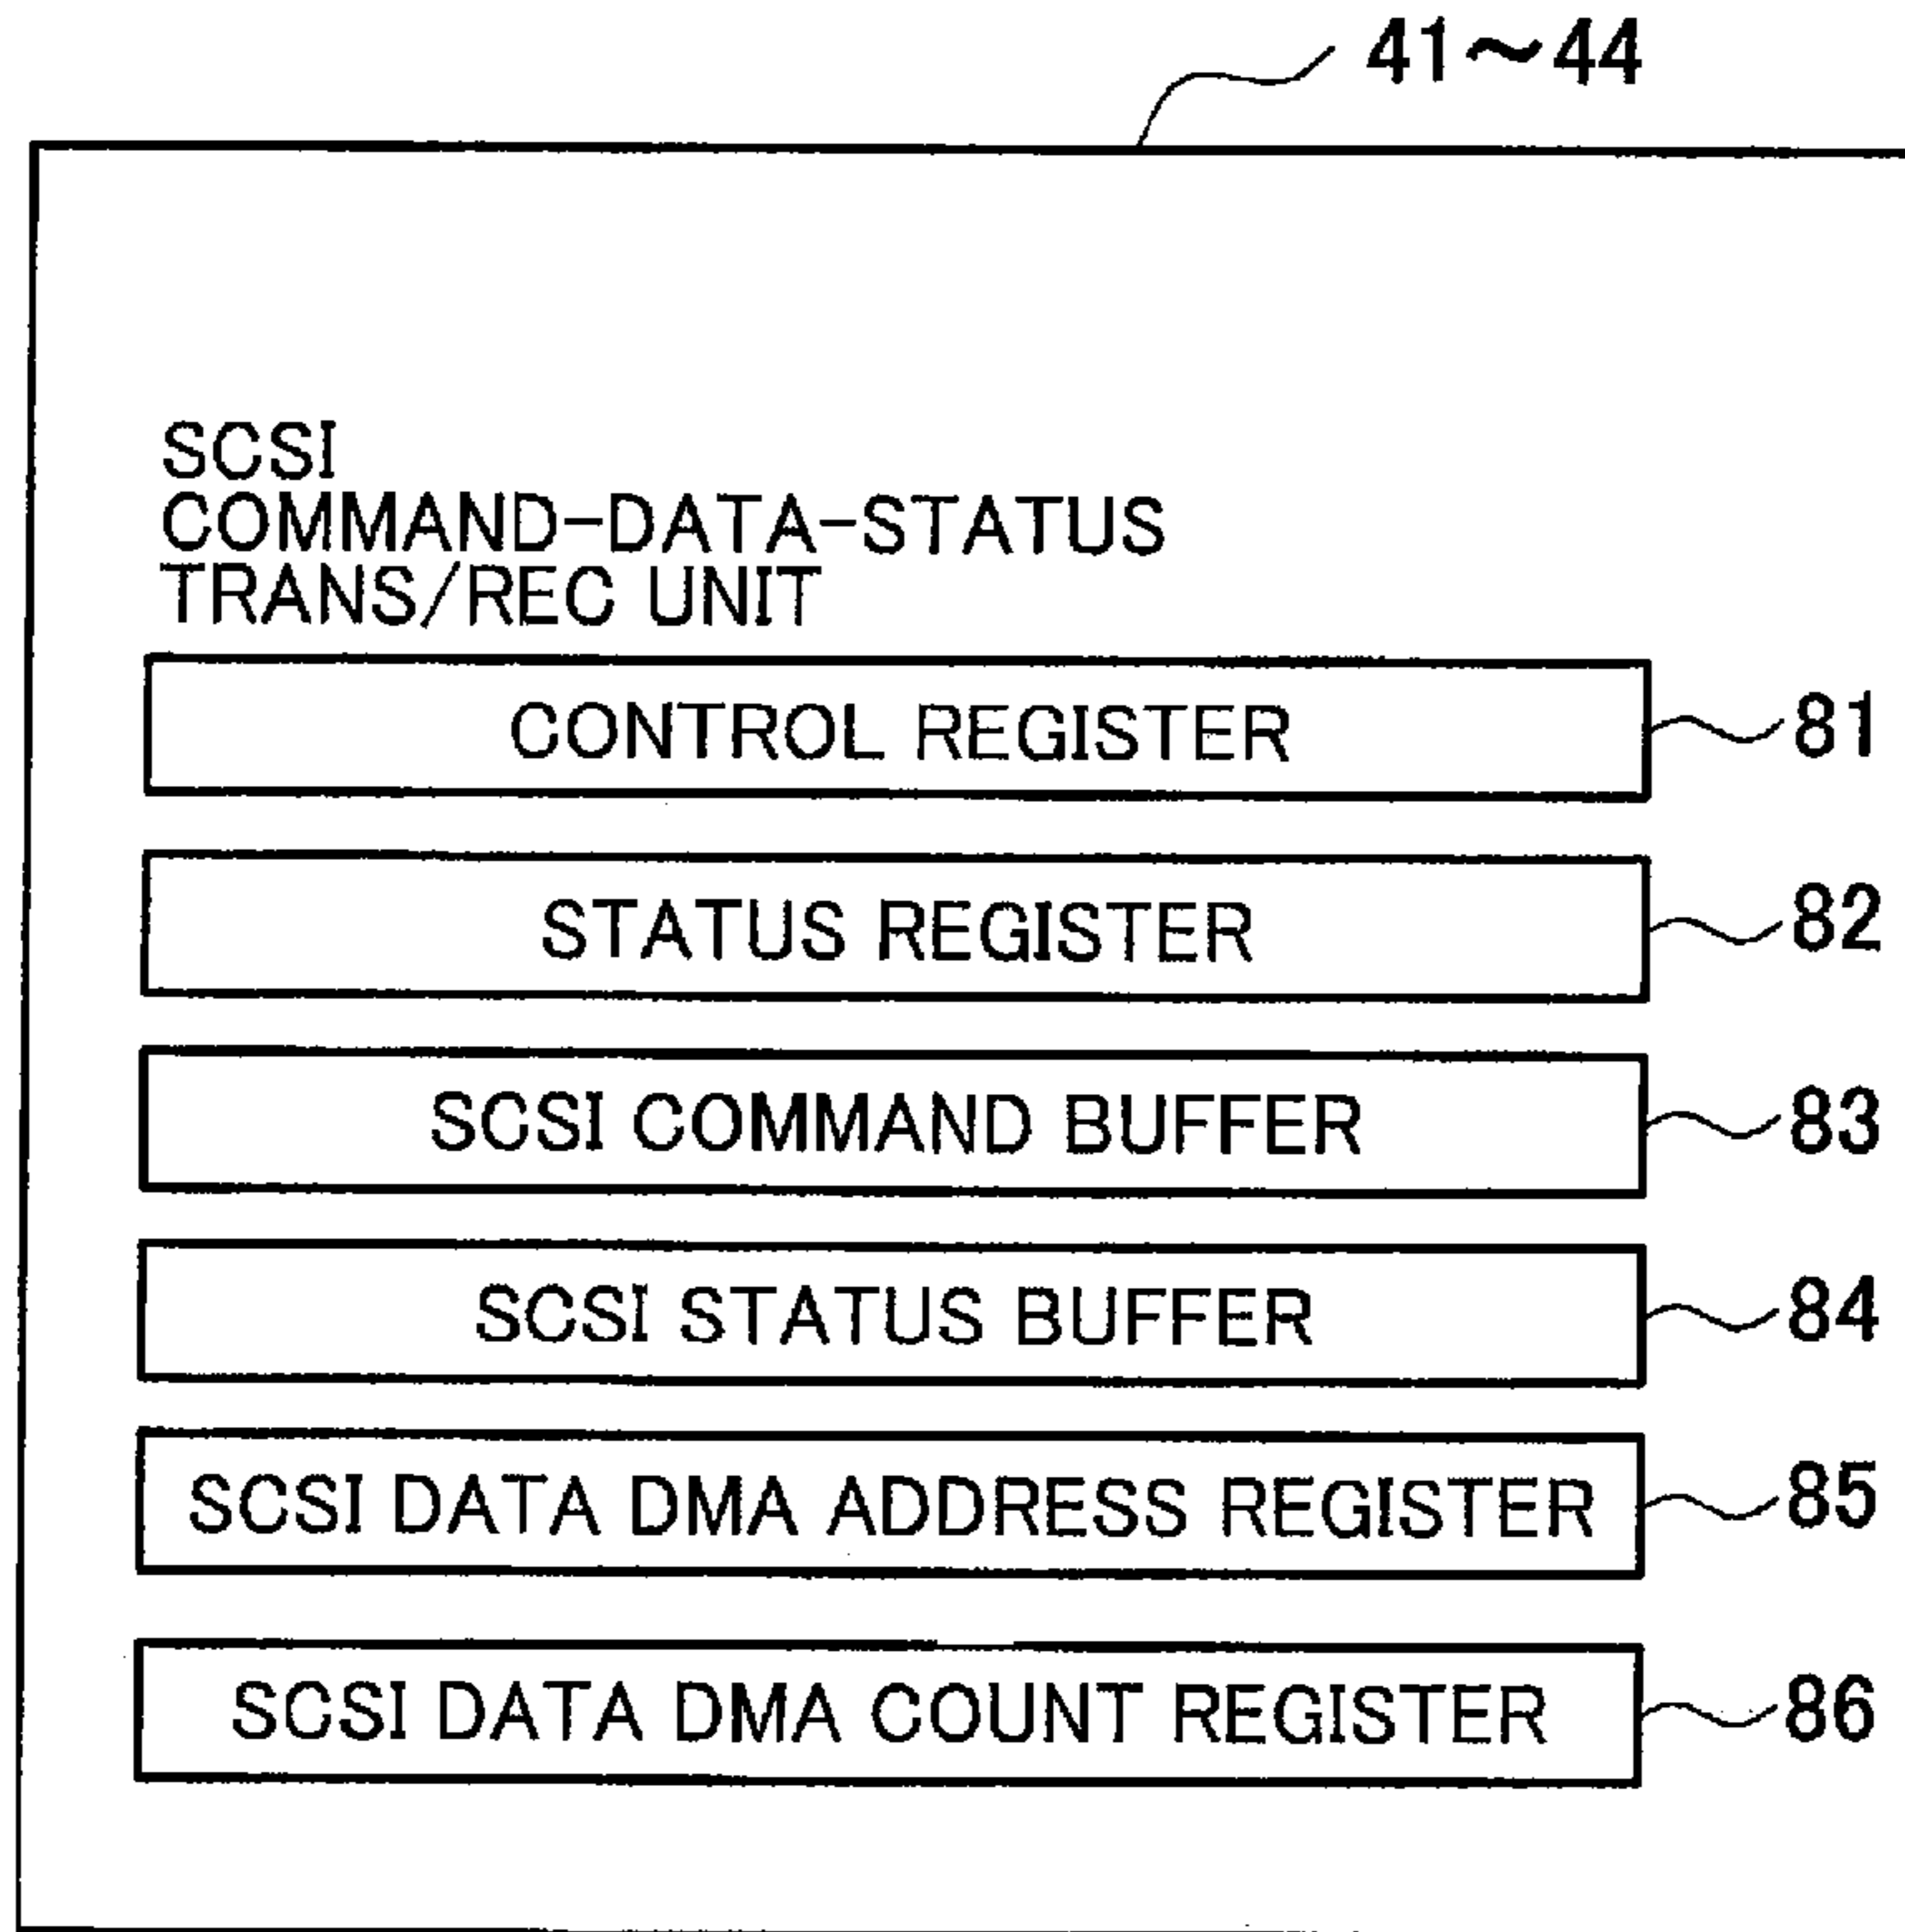 41~44
SCSI
COMMAND-DATA-STATUS
TRANS/REC UNIT
CONTROL REGISTER
81
STATUS REGISTER
82
SCSI COMMAND BUFFER
83
SCSI STATUS BUFFER
84
SCSI DATA DMA ADDRESS REGISTER
85
SCSI DATA DMA COUNT REGISTER
86